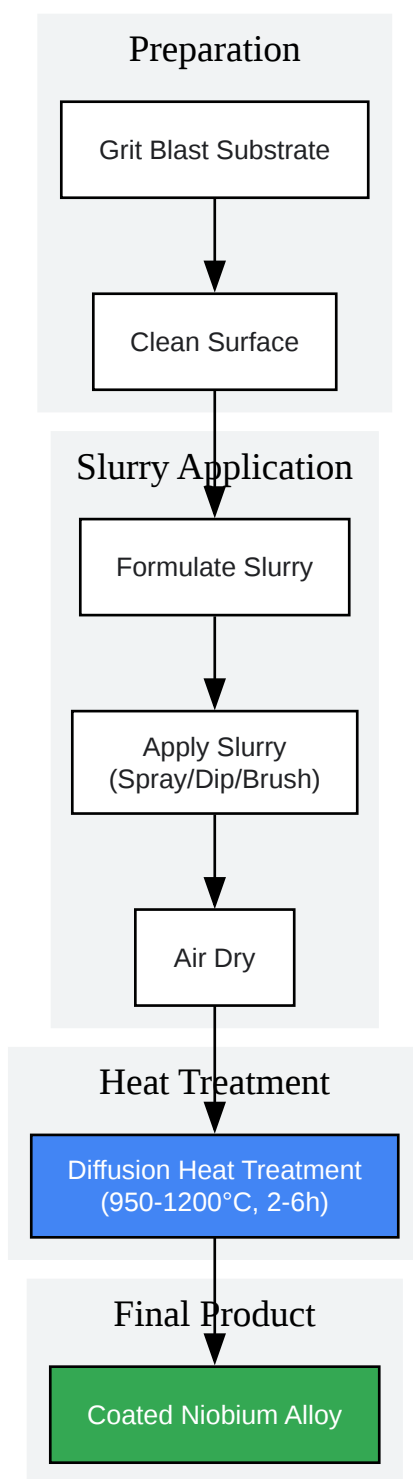 Preparation
Grit Blast Substrate
Clean Surface
Slurry Application
Formulate Slurry
Apply Slurry
(Spray/Dip/Brush)
Air Dry
Heat Treatment
Diffusion Heat Treatment
(950-1200°C, 2-6h)
Final Product
Coated Niobium Alloy